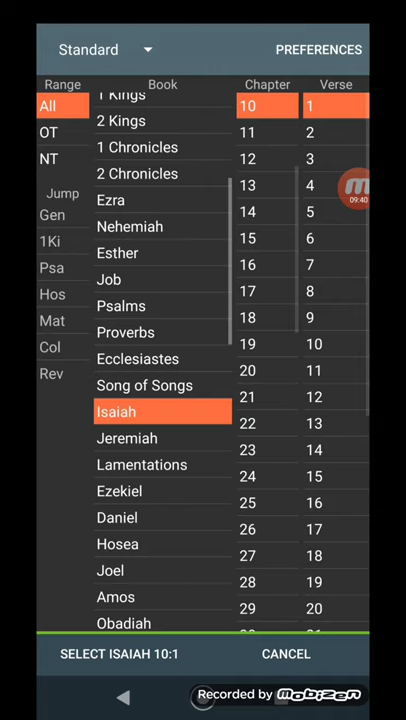 Standard PREFERENCES
Range Book Chapter Verse
All
OT
NT
Jump
Gen
1Ki
Psa
Hos
Mat
Col
Rev
1 Kings
2 Kings
1 Chronicles
2 Chronicles
Ezra
Nehemiah
Esther
Job
Psalms
Proverbs
Ecclesiastes
Song of Songs
Isaiah
Jeremiah
Lamentations
Ezekiel
Daniel
Hosea
Joel
Amos
Obadiah
10
11
12
13
14
15
16
17
18
19
20
21
22
23
24
25
26
27
28
29
1
2
3
4
5
6
7
8
9
10
11
12
13
14
15
16
17
18
19
20
09:40
SELECT ISAIAH 10:1 CANCEL
Recorded by mobizen